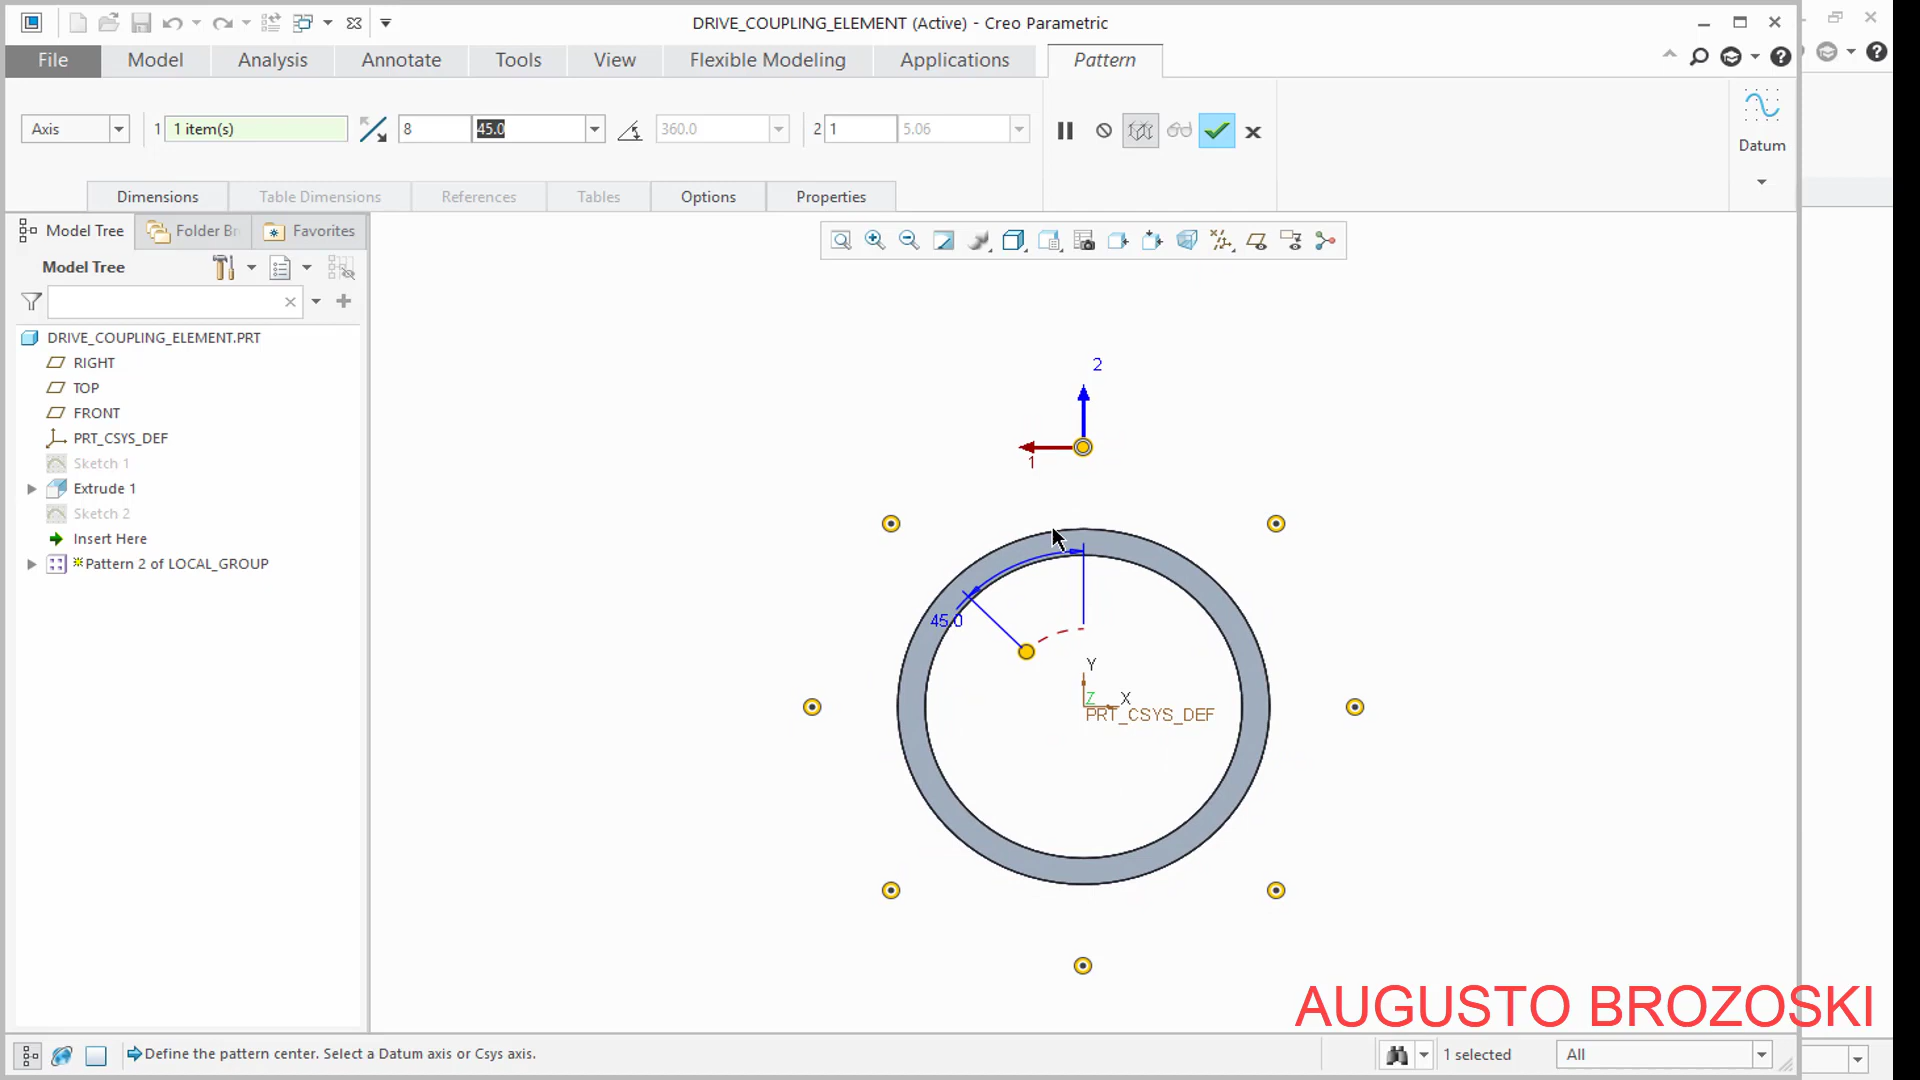 DRIVE_COUPLING_ELEMENT (Active) - Creo Parametric
File Model Analysis Annotate Tools View Flexible Modeling Applications Pattern
Axis 1 1 item(s) 8 45.0 360.0 2 1 5.06
Datum
Dimensions Table Dimensions References Tables Options Properties
Model Tree Folder Br Favorites
Model Tree
DRIVE_COUPLING_ELEMENT.PRT
RIGHT
TOP
FRONT
PRT_CSYS_DEF
Sketch 1
Extrude 1
Sketch 2
Insert Here
Pattern 2 of LOCAL_GROUP
2
1
45.0
Y
Z X
PRT_CSYS_DEF
AUGUSTO BROZOSKI
Define the pattern center. Select a Datum axis or Csys axis.
1 selected All